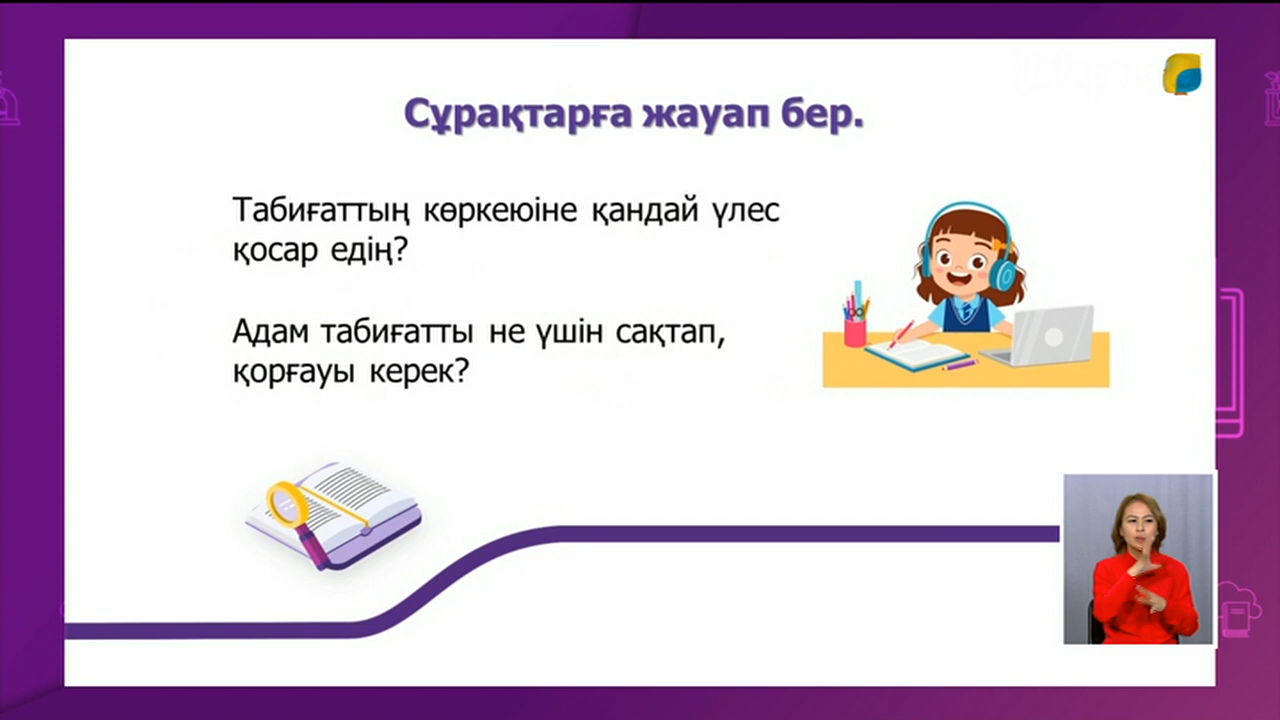 Сұрақтарға жауап бер.
Табиғаттың көркеюіне қандай үлес
қосар едің?
Адам табиғатты не үшін сақтап,
қорғауы керек?